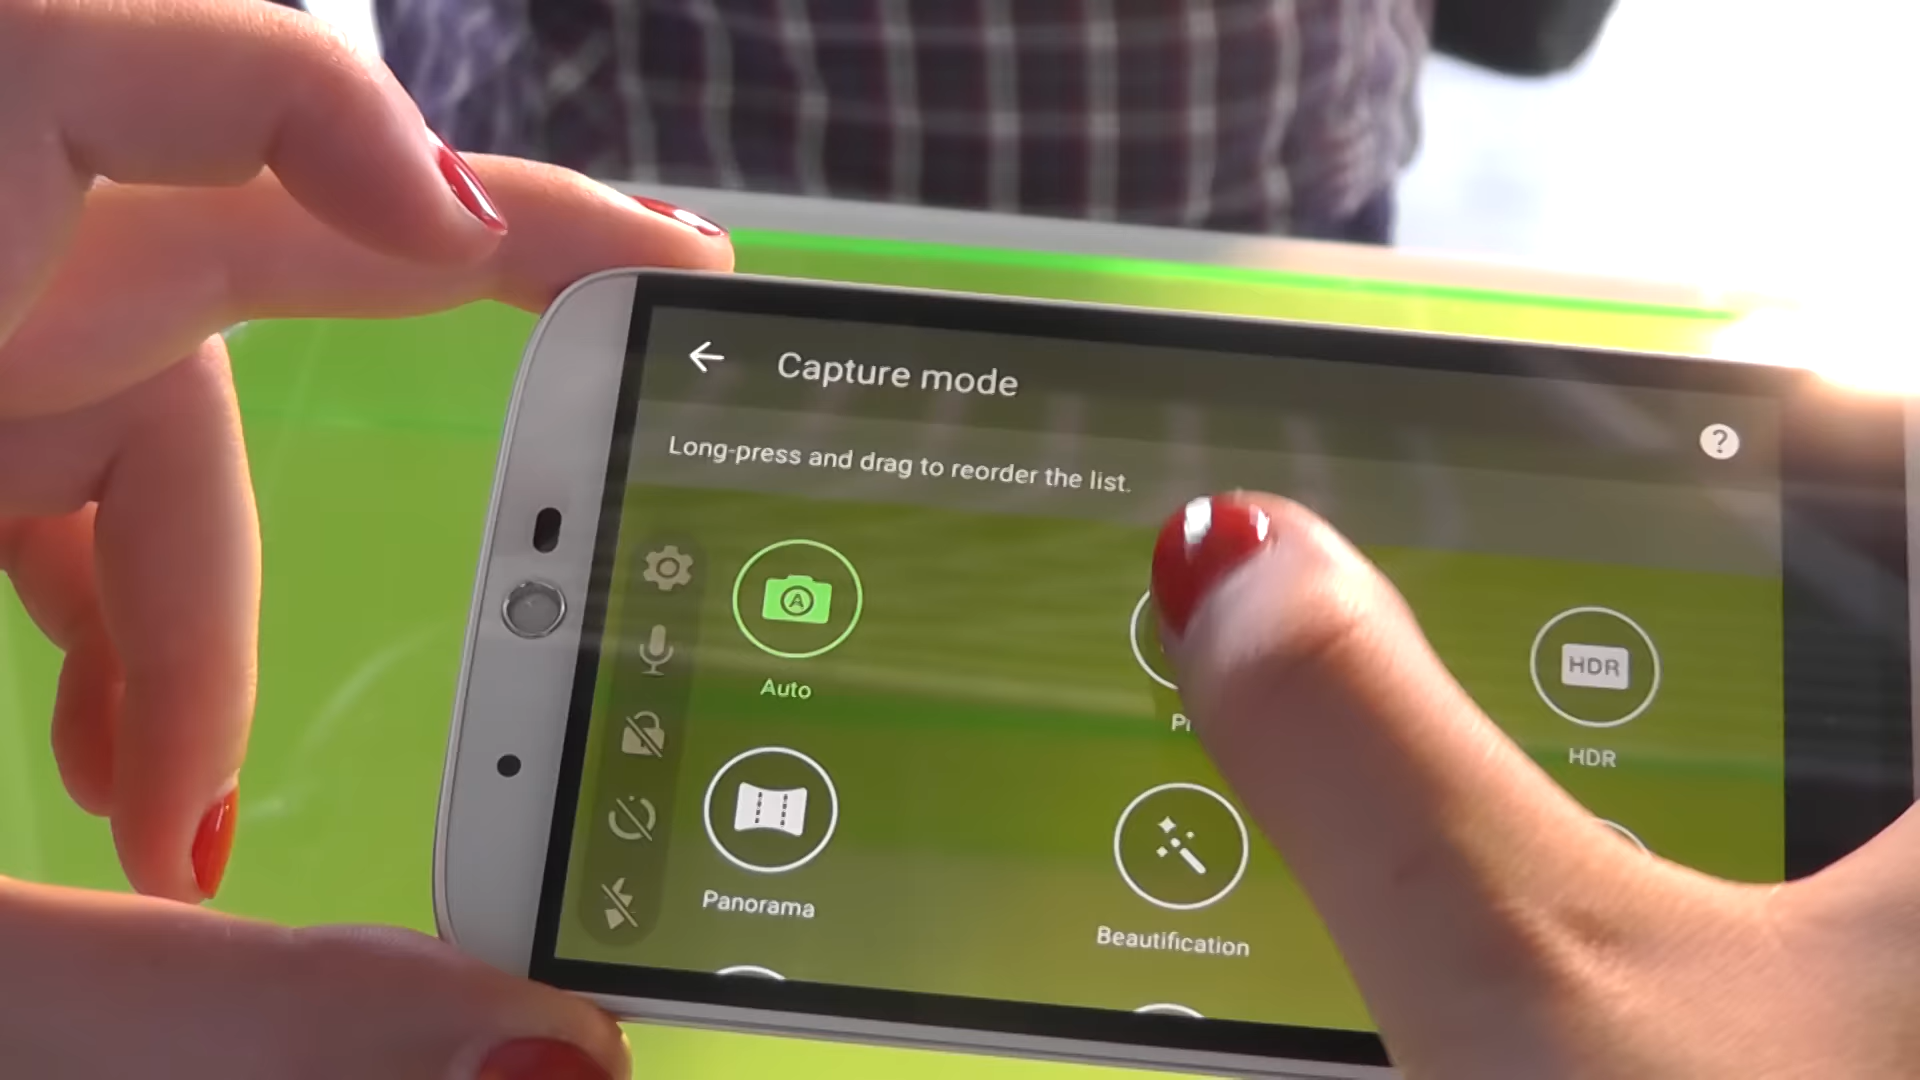 Capture mode
?
Long-press and drag to reorder the list.
A
HDR
Auto
HDR
Panorama
Beautification